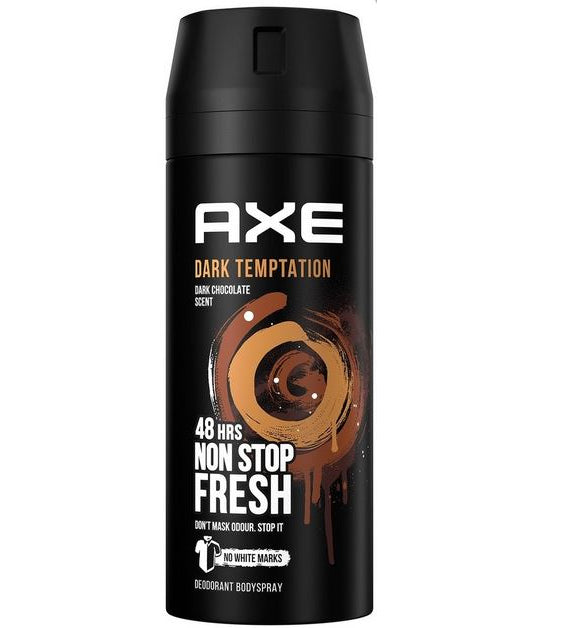 AXE
DARK TEMPTATION
DARK CHOCOLATE
SCENT
48 HRS
NON STOP
FRESH
DON'T MASK ODOUR. STOP IT
NO WHITE MARKS
DEODORANT BODYSPRAY